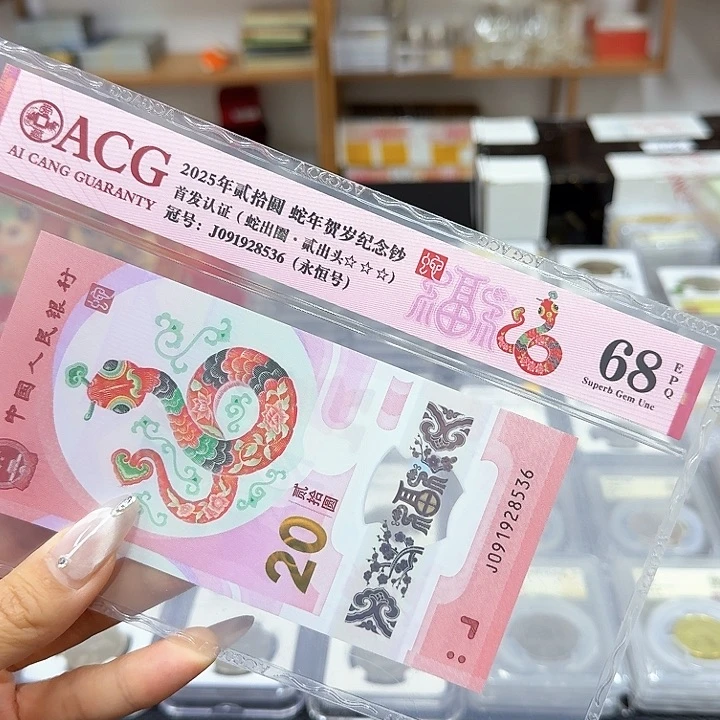 ACG
AI CANG GUARANTY
2025年贰拾圆 蛇年贺岁纪念钞
首发认证（蛇出圈·贰出头☆☆☆）
冠号：J091928536（永恒号）
福
68
EPQ
Superb Gem Unc
中国人民银行
贰拾圆
20
福
J091928536